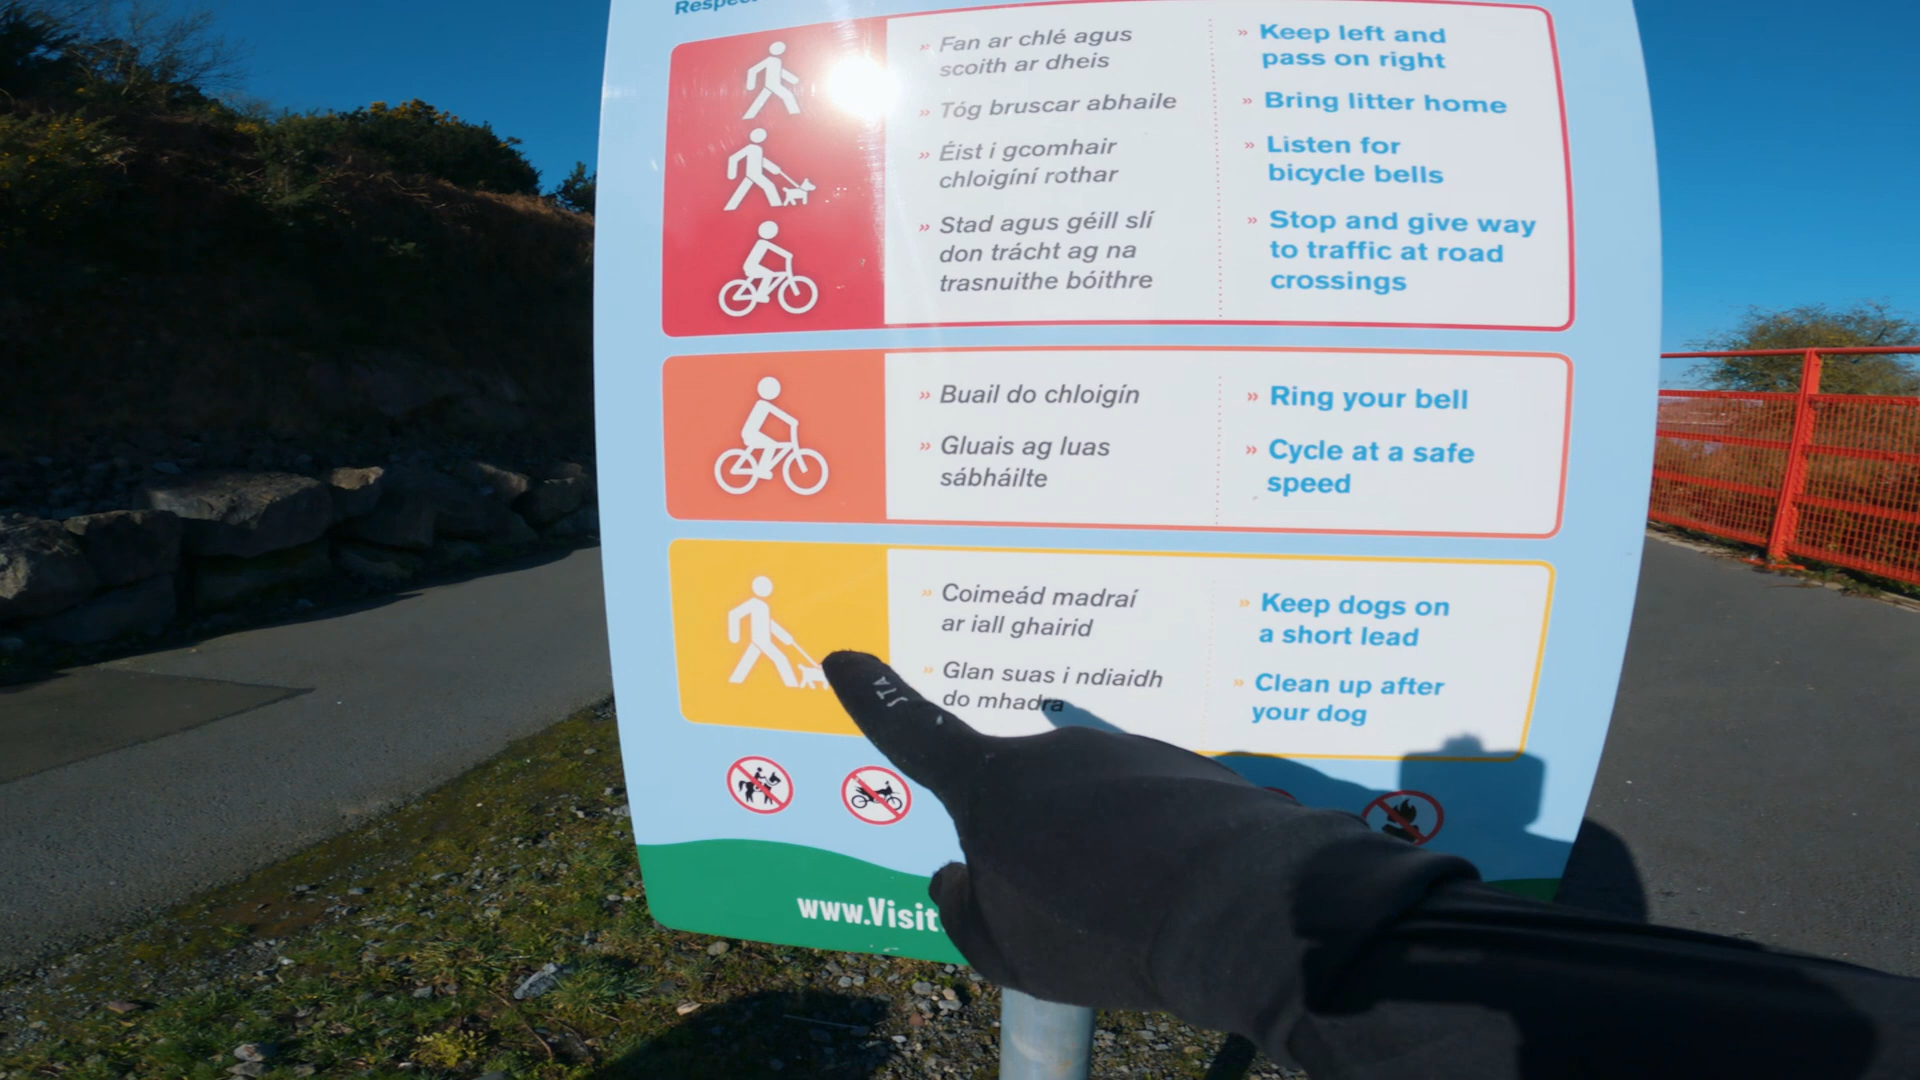 Fan ar chlé agus
scoith ar dheis
Tóg bruscar abhaile
Éist i gcomhair
chloigíní rothar
Stad agus géill slí
don trácht ag na
trasnuithe bóithre
Keep left and
pass on right
Bring litter home
Listen for
bicycle bells
Stop and give way
to traffic at road
crossings
Buail do chloigín
Gluais ag luas
sábháilte
Ring your bell
Cycle at a safe
speed
Coimeád madraí
ar iall ghairid
Glan suas i ndiaidh
do mhadra
Keep dogs on
a short lead
Clean up after
your dog
www.Visit